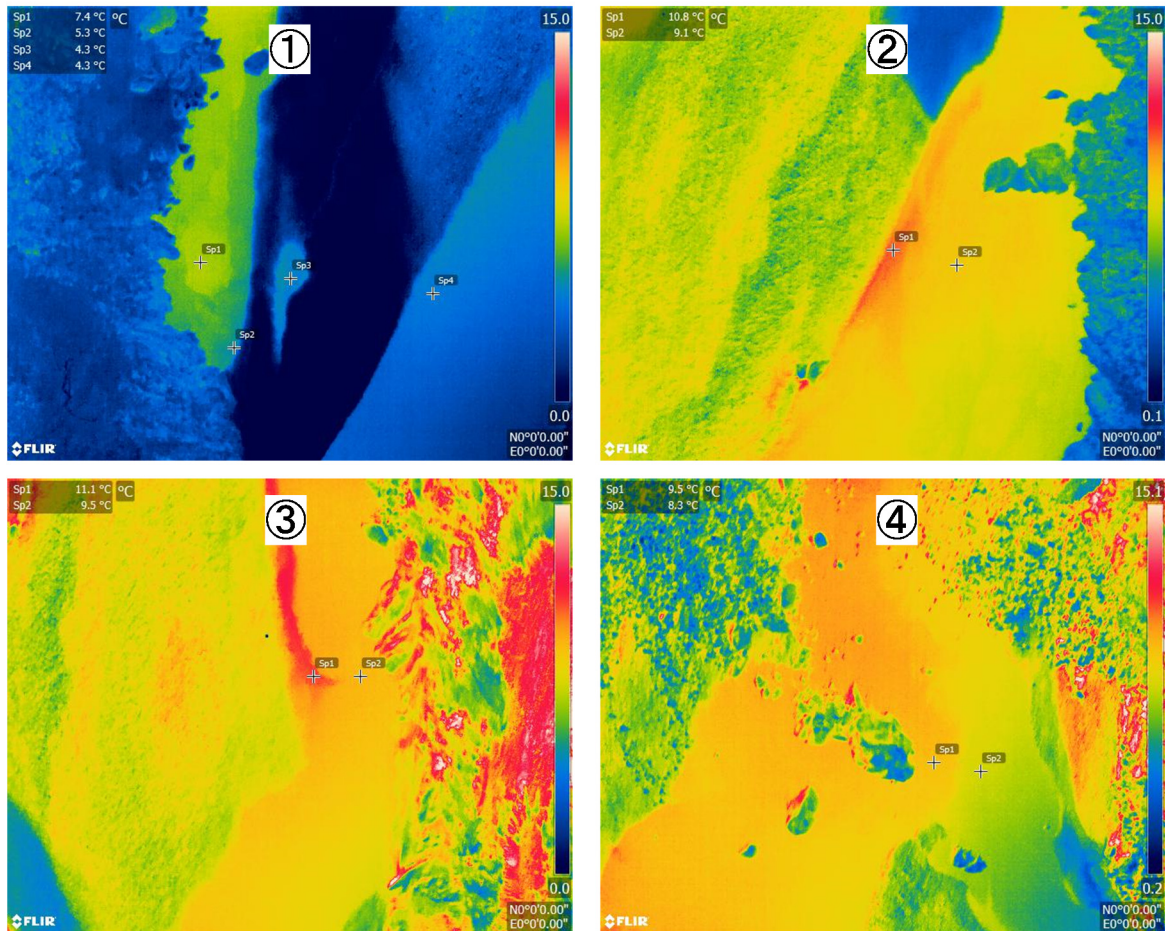 Sp1 7.4 °C °C
Sp2 5.3 °C
Sp3 4.3 °C
Sp4 4.3 °C
①
15.0
Sp1
Sp3
Sp4
Sp2
0.0
N0°0'0.00"
E0°0'0.00"
FLIR
Sp1 10.8 °C °C
Sp2 9.1 °C
②
15.0
Sp1
Sp2
0.1
N0°0'0.00"
E0°0'0.00"
FLIR
Sp1 11.1 °C °C
Sp2 9.5 °C
③
15.0
Sp1 Sp2
0.0
N0°0'0.00"
E0°0'0.00"
FLIR
Sp1 9.5 °C °C
Sp2 8.3 °C
④
15.1
Sp1
Sp2
0.2
N0°0'0.00"
E0°0'0.00"
FLIR